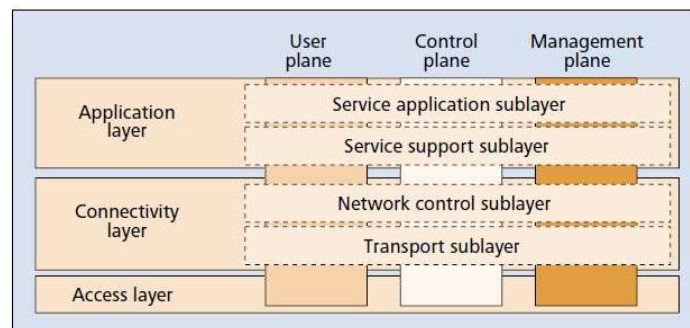 User
plane
Control
plane
Management
plane
Application
layer
Service application sublayer
Service support sublayer
Connectivity
layer
Network control sublayer
Transport sublayer
Access layer